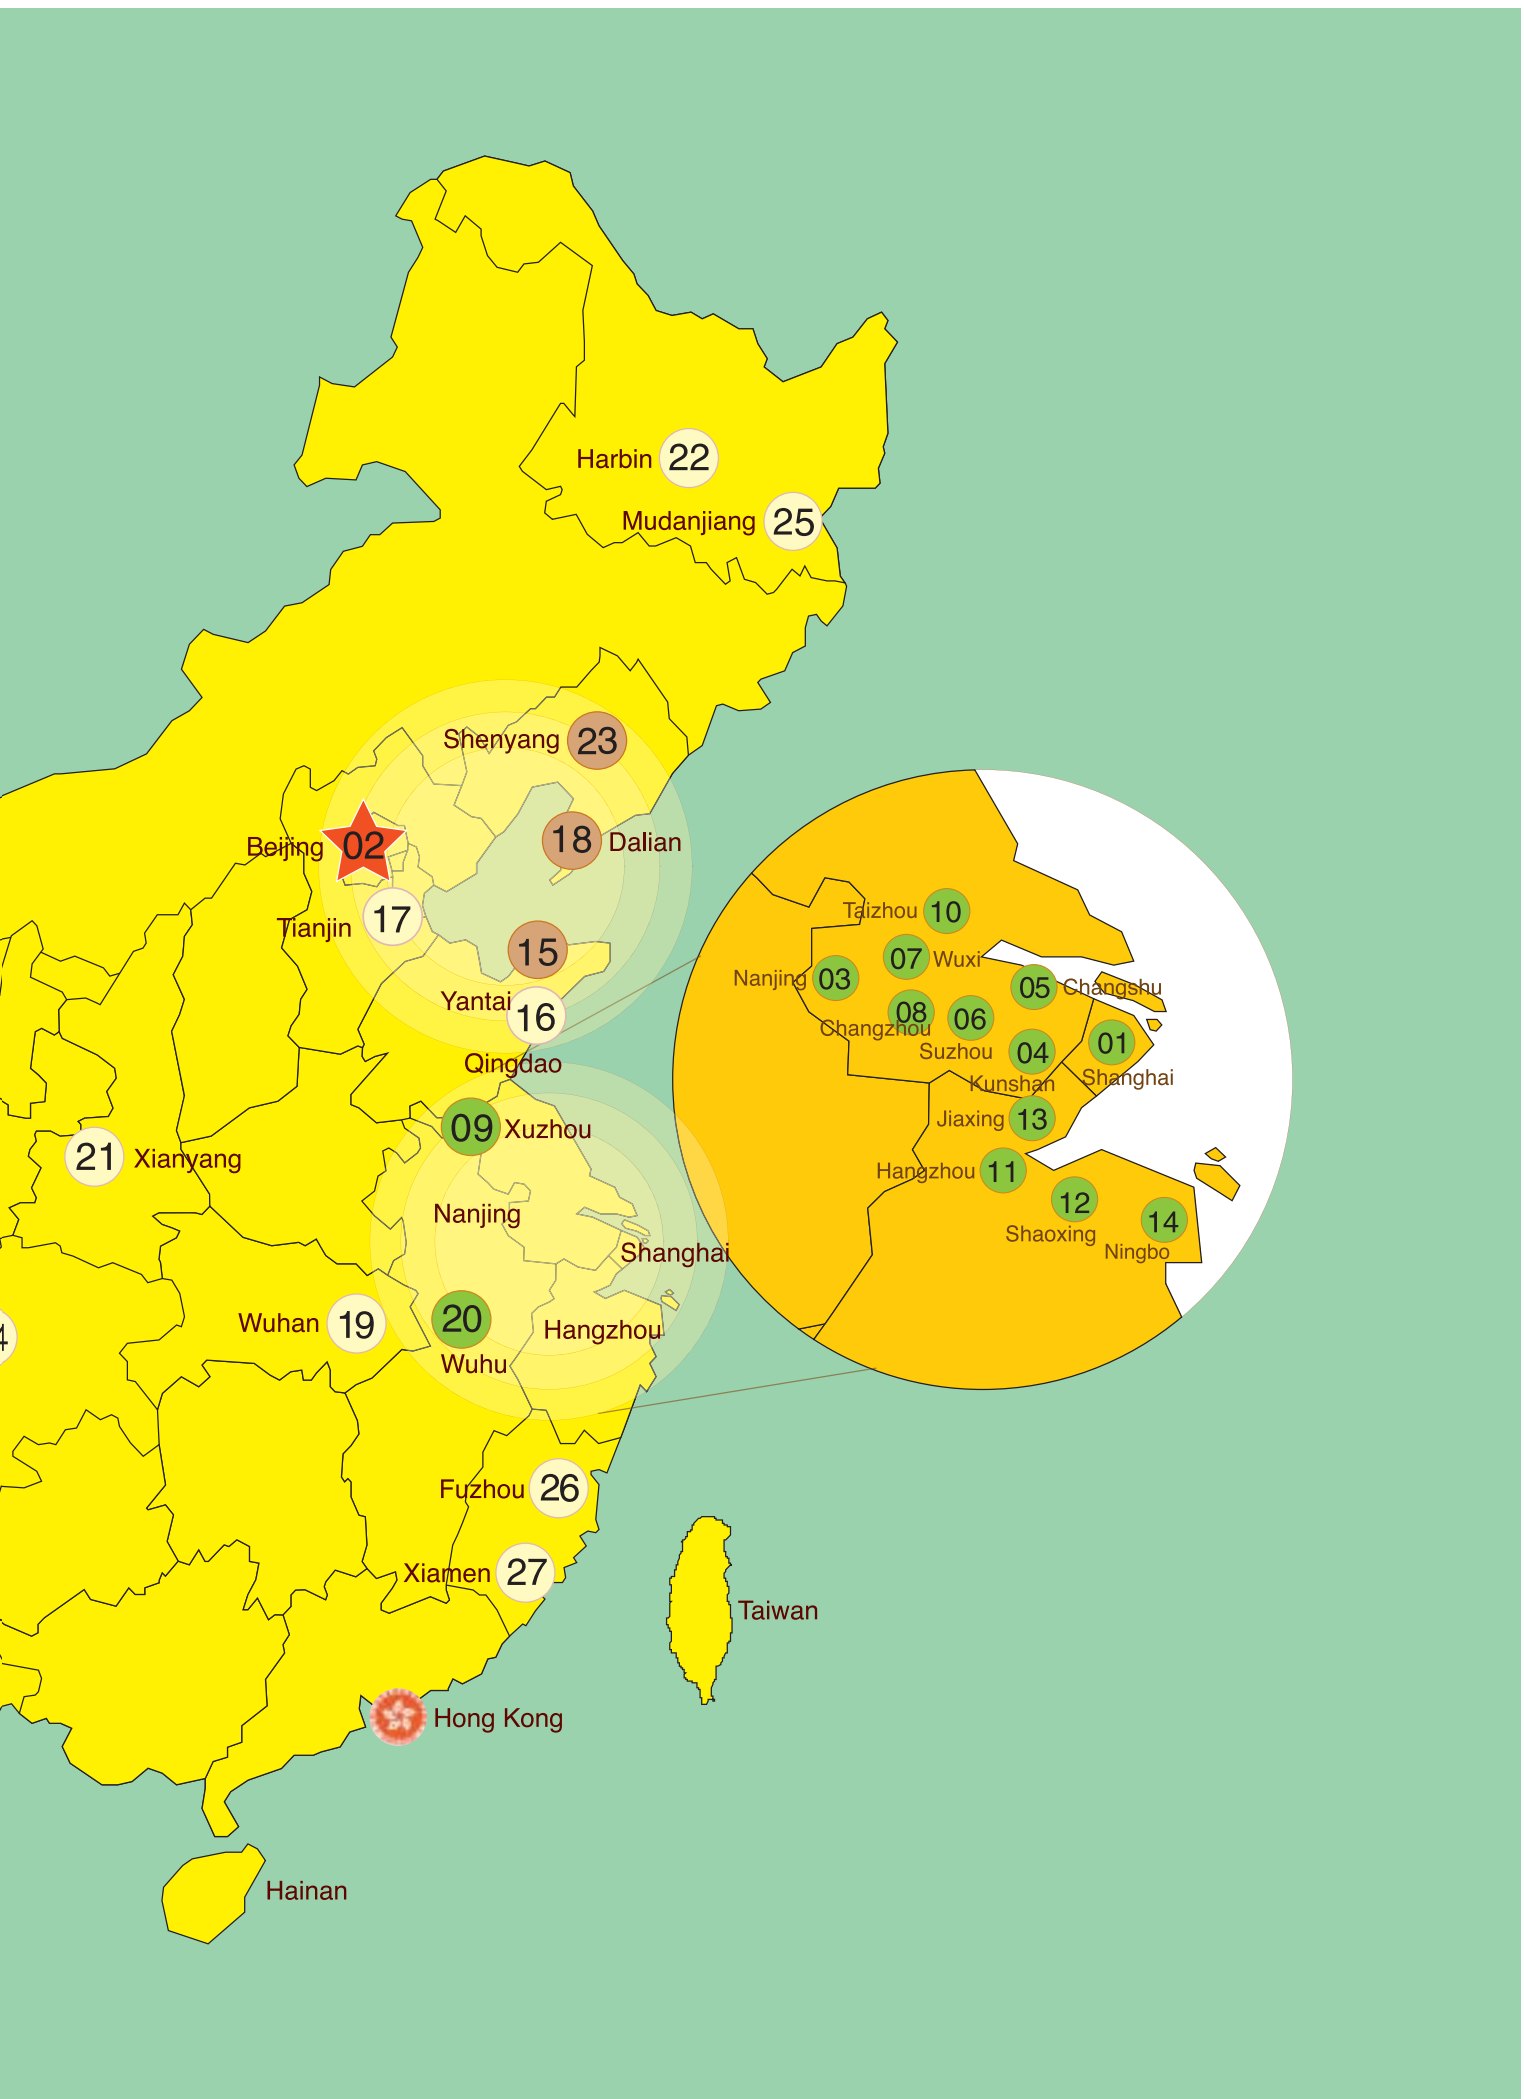 Harbin 22
Mudanjiang 25
Shenyang 23
Beijing 02
18 Dalian
Tianjin 17
15
Yantai
16
Qingdao
09 Xuzhou
21 Xianyang
Nanjing
Shanghai
Wuhan 19
20
Wuhu
Hangzhou
4
Fuzhou 26
Xiamen 27
Taiwan
Hong Kong
Hainan
Taizhou 10
07 Wuxi
Nanjing 03
05 Changshu
08
Changzhou
06
Suzhou
04
Kunshan
01
Shanghai
Jiaxing 13
Hangzhou 11
12
Shaoxing
14
Ningbo